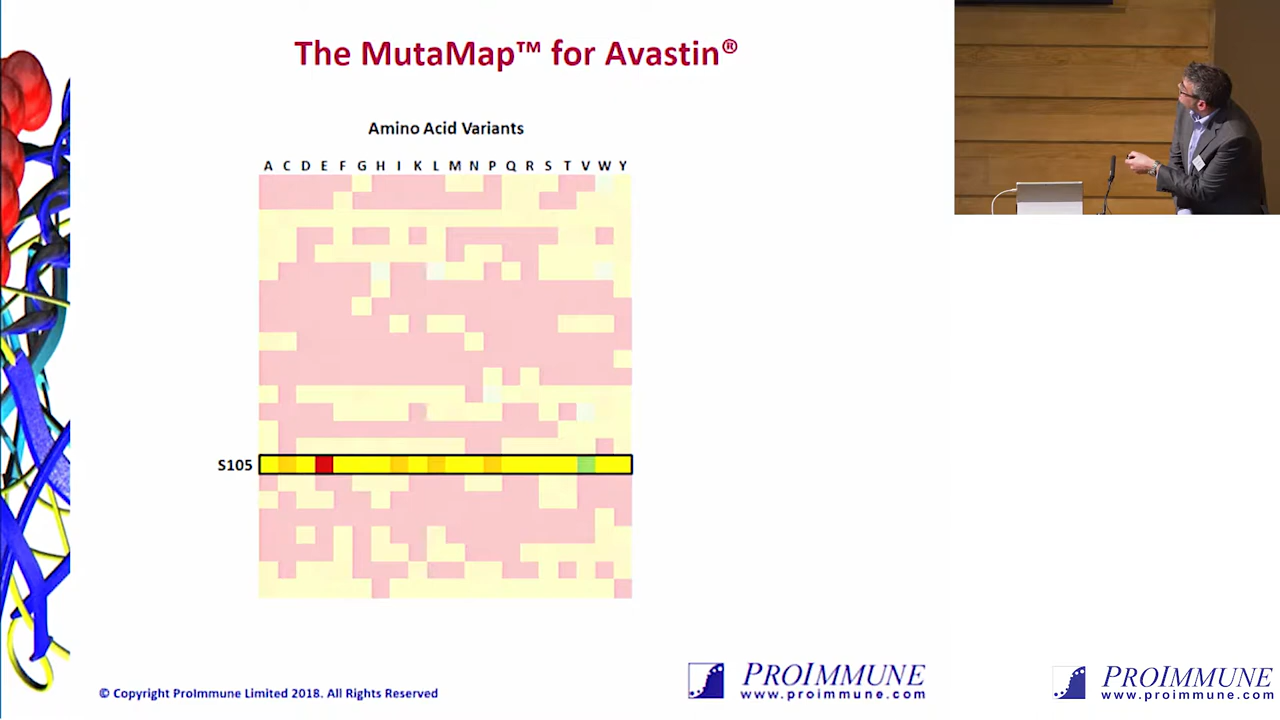 The MutaMap™ for Avastin®
Amino Acid Variants
A C D E F G H I K L M N P Q R S T V W Y
S105
© Copyright ProImmune Limited 2018. All Rights Reserved
PROIMMUNE
www.proimmune.com
PROIMMUNE
www.proimmune.com